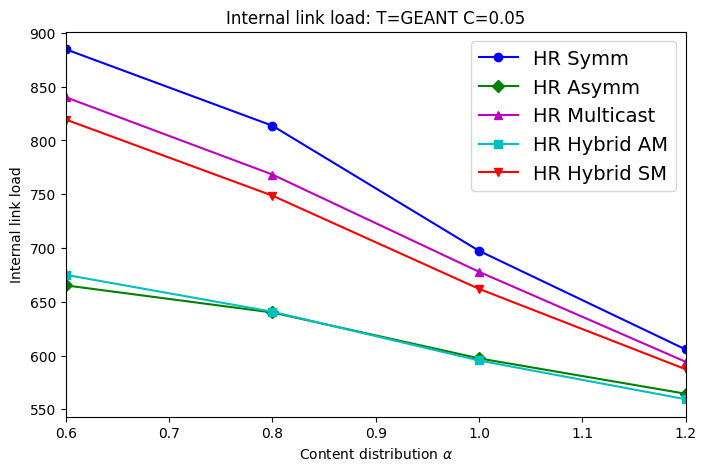 Internal link load: T=GEANT C=0.05
900
850
800
750
700
650
600
550
Internal link load
HR Symm
HR Asymm
HR Multicast
HR Hybrid AM
HR Hybrid SM
0.6 0.7 0.8 0.9 1.0 1.1 1.2
Content distribution α